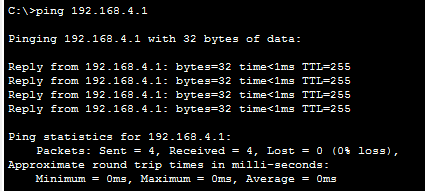 C:\>ping 192.168.4.1
Pinging 192.168.4.1 with 32 bytes of data:
Reply from 192.168.4.1: bytes=32 time<1ms TTL=255
Reply from 192.168.4.1: bytes=32 time<1ms TTL=255
Reply from 192.168.4.1: bytes=32 time<1ms TTL=255
Reply from 192.168.4.1: bytes=32 time<1ms TTL=255
Ping statistics for 192.168.4.1:
Packets: Sent = 4, Received = 4, Lost = 0 (0% loss),
Approximate round trip times in milli-seconds:
Minimum = 0ms, Maximum = 0ms, Average = 0ms